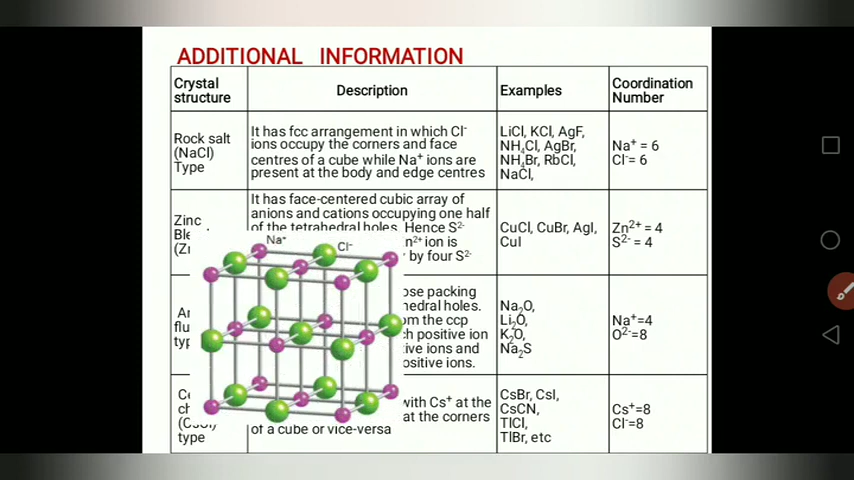 ADDITIONAL INFORMATION
Crystal structure
Description
Examples
Coordination Number
Rock salt
(NaCl)
Type
It has fcc arrangement in which Cl⁻
ions occupy the corners and face
centres of a cube while Na⁺ ions are
present at the body and edge centres
LiCl, KCl, AgF,
NH₄Cl, AgBr,
NH₄Br, RbCl,
NaCl,
Na⁺ = 6
Cl⁻= 6
Zinc
It has face-centered cubic array of
anions and cations occupying one half
of the tetrahedral holes. Hence S²⁻
ion is
by four S²⁻
CuCl, CuBr, AgI,
CuI
Zn²⁺ = 4
S²⁻ = 4
packing
holes.
the ccp
positive ion
ions and
positive ions.
Na₂O,
Li₂O,
K₂O,
Na₂S
Na⁺=4
O²⁻=8
type
with Cs⁺ at the
at the corners
of a cube or vice-versa
CsBr, CsI,
CsCN,
TlCl,
TlBr, etc
Cs⁺=8
Cl⁻=8
Na⁺
Cl⁻